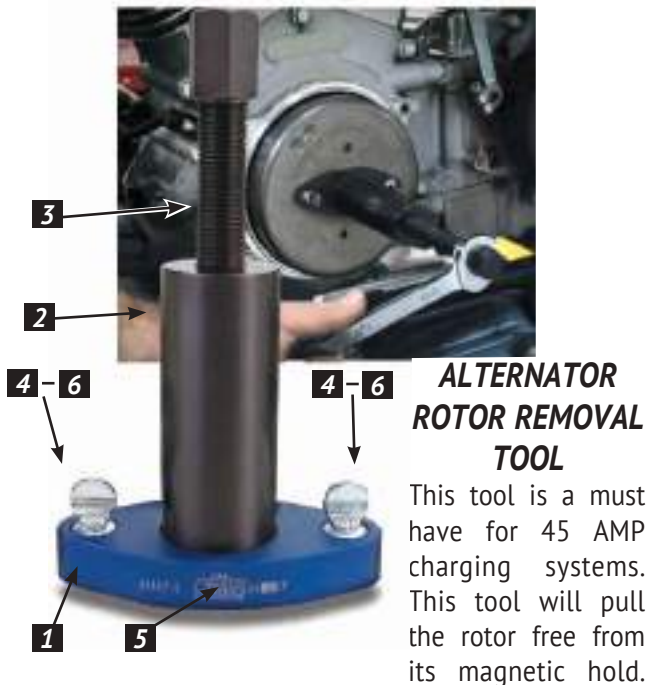 3
2
4 – 6
4 – 6
1
5
ALTERNATOR
ROTOR REMOVAL
TOOL
This tool is a must
have for 45 AMP
charging systems.
This tool will pull
the rotor free from
its magnetic hold.